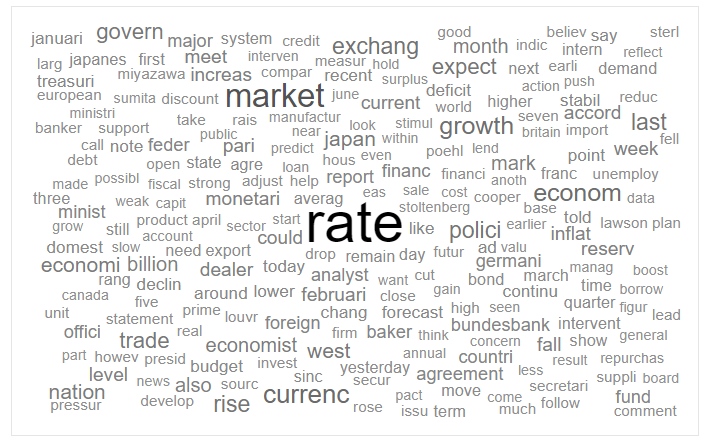 januari govern major system credit good believ say sterl
larg japanes first meet interven measur exchang month indic intern reflect
treasuri miyazawa increas compar recent hold surplus expect next earli demand
european sumita discount market june current deficit action push stabil reduc
ministri take rais manufactur world higher seven accord last
banker support public near look stimul growth britain import fell
call note feder pari predict japan within mark point week
debt open state agre loan hous even poehl lend
made possibl fiscal strong adjust help report financ financi anoth franc unemploy
three weak capit monetari averag eas sale cost cooper econom data
minist rate stoltenberg base
grow still product april sector start like polici earlier told lawson plan
domest slow account need export could drop remain day futur ad valu inflat reserv
economi billion dealer today analyst want cut bond germani march manag boost
canada rang declin around lower februari close gain continu time borrow
unit five prime louvr foreign chang forecast high seen quarter figur lead
offici statement real firm baker think bundesbank intervent
trade economist west annual concern fall show general
part howev presid budget invest yesterday countri result repurchas
level news also sourc sinc secur agreement less suppli board
nation develop rise currenc pact move come secretari fund
pressur rose issu term much follow comment